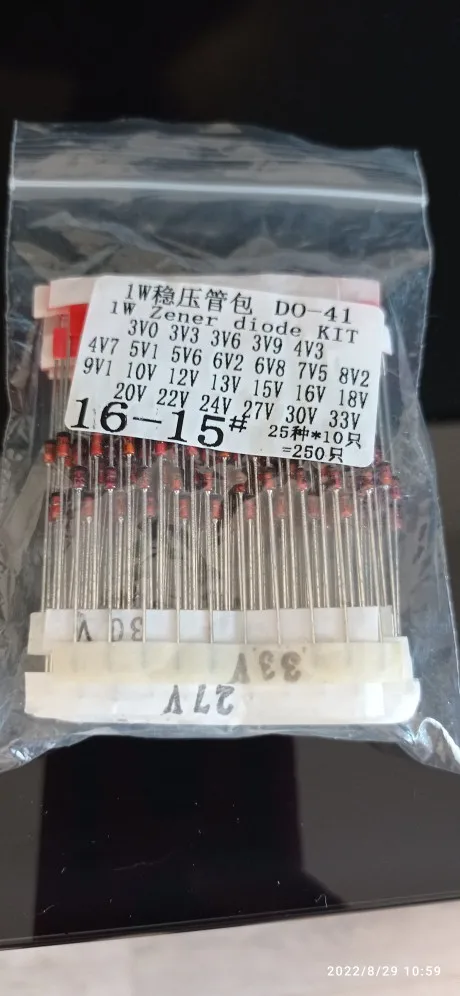 1W稳压管包 DO-41
1W Zener diode KIT
3V0 3V3 3V6 3V9 4V3
4V7 5V1 5V6 6V2 6V8 7V5 8V2
9V1 10V 12V 13V 15V 16V 18V
20V 22V 24V 27V 30V 33V
16-15# 25种*10只
=250只
30V
33V
27V
2022/8/29 10:59